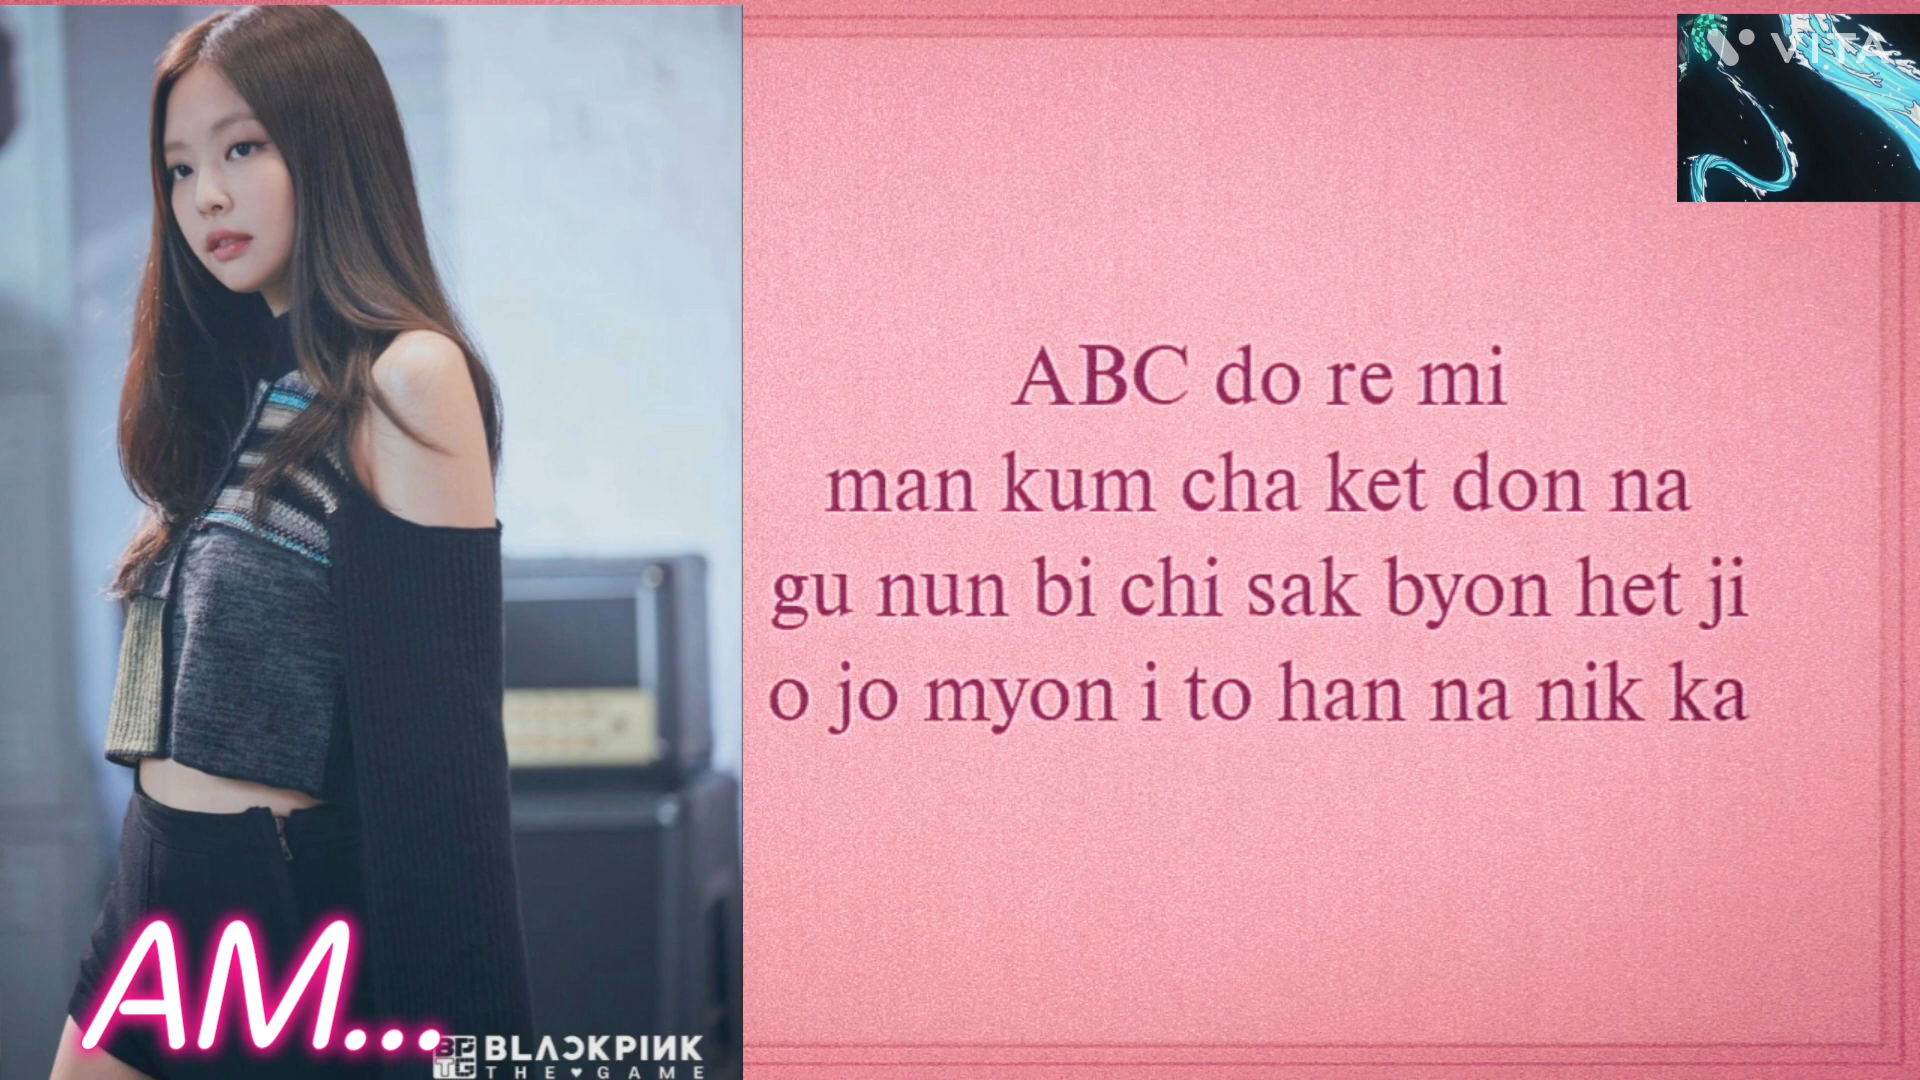 VITA
ABC do re mi
man kum cha ket don na
gu nun bi chi sak byon het ji
o jo myon i to han na nik ka
AM...
BPTG BLACKPINK
THE♥GAME